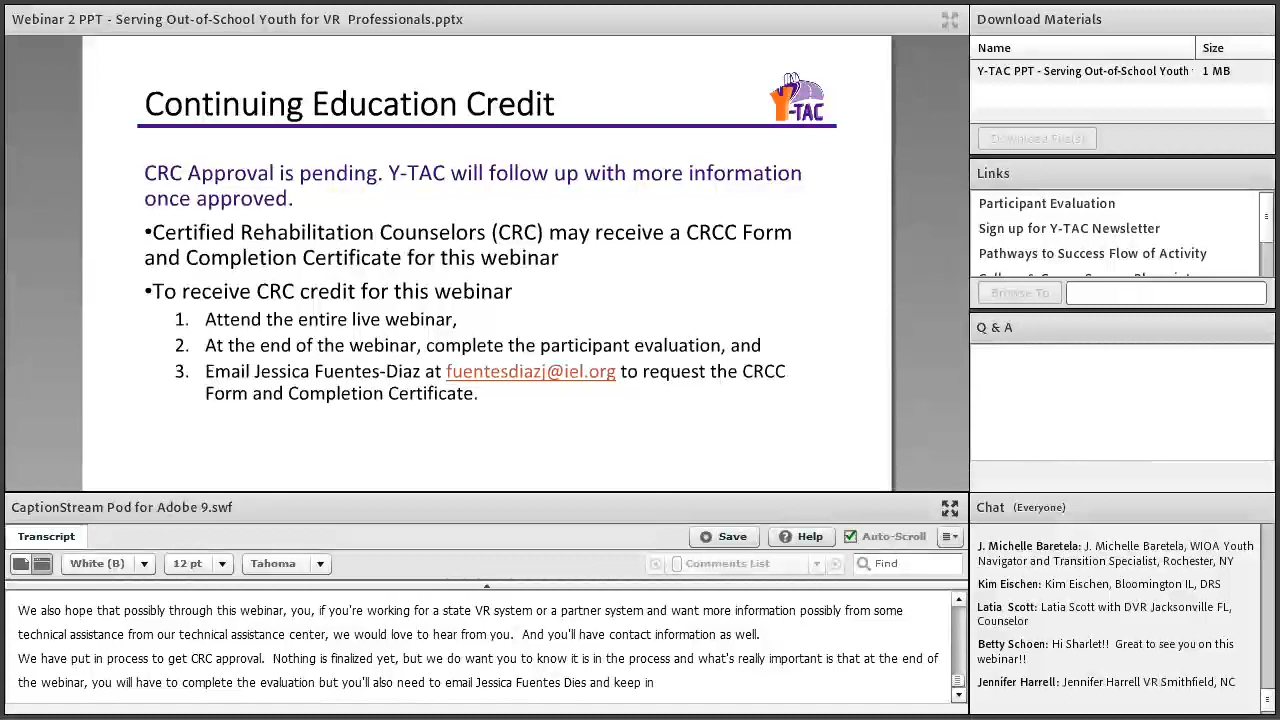 Webinar 2 PPT - Serving Out-of-School Youth for VR  Professionals.pptx
Continuing Education Credit
Y-TAC
CRC Approval is pending. Y-TAC will follow up with more information
once approved.
•Certified Rehabilitation Counselors (CRC) may receive a CRCC Form
and Completion Certificate for this webinar
•To receive CRC credit for this webinar
1. Attend the entire live webinar,
2. At the end of the webinar, complete the participant evaluation, and
3. Email Jessica Fuentes-Diaz at fuentesdiazj@iel.org to request the CRCC
Form and Completion Certificate.
CaptionStream Pod for Adobe 9.swf
Transcript
Save
Help
Auto-Scroll
White (B)
12 pt
Tahoma
Comments List
Find
We also hope that possibly through this webinar, you, if you're working for a state VR system or a partner system and want more information possibly from some
technical assistance from our technical assistance center, we would love to hear from you.  And you'll have contact information as well.
We have put in process to get CRC approval.  Nothing is finalized yet, but we do want you to know it is in the process and what's really important is that at the end of
the webinar, you will have to complete the evaluation but you'll also need to email Jessica Fuentes Dies and keep in
Download Materials
Name Size
Y-TAC PPT - Serving Out-of-School Youth 1 MB
Download File(s)
Links
Participant Evaluation
Sign up for Y-TAC Newsletter
Pathways to Success Flow of Activity
Browse To
Q & A
Chat (Everyone)
J. Michelle Baretela: J. Michelle Baretela, WIOA Youth
Navigator and Transition Specialist, Rochester, NY
Kim Eischen: Kim Eischen, Bloomington IL, DRS
Latia Scott: Latia Scott with DVR Jacksonville FL,
Counselor
Betty Schoen: Hi Sharlet!!  Great to see you on this
webinar!!
Jennifer Harrell: Jennifer Harrell VR Smithfield, NC